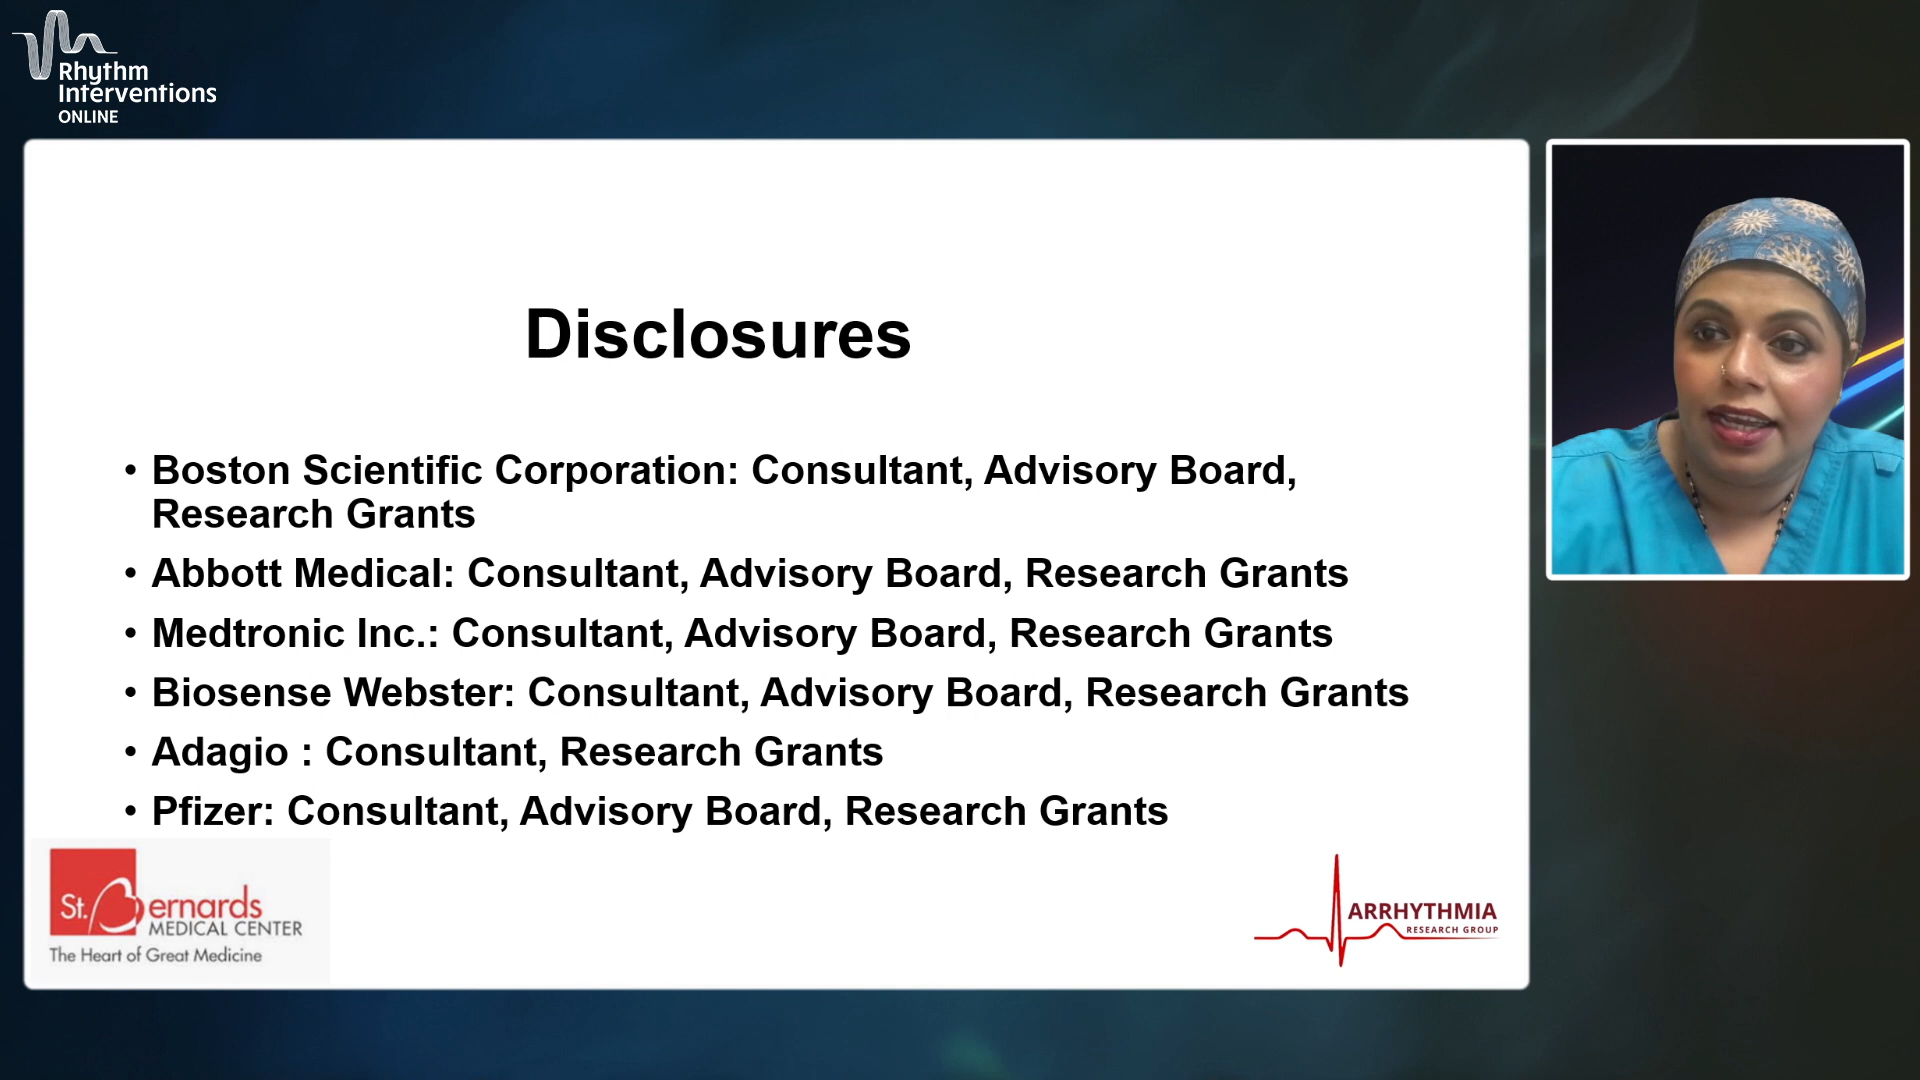 Rhythm
Interventions
ONLINE
Disclosures
• Boston Scientific Corporation: Consultant, Advisory Board,
Research Grants
• Abbott Medical: Consultant, Advisory Board, Research Grants
• Medtronic Inc.: Consultant, Advisory Board, Research Grants
• Biosense Webster: Consultant, Advisory Board, Research Grants
• Adagio : Consultant, Research Grants
• Pfizer: Consultant, Advisory Board, Research Grants
St. Bernards
MEDICAL CENTER
The Heart of Great Medicine
ARRHYTHMIA
RESEARCH GROUP